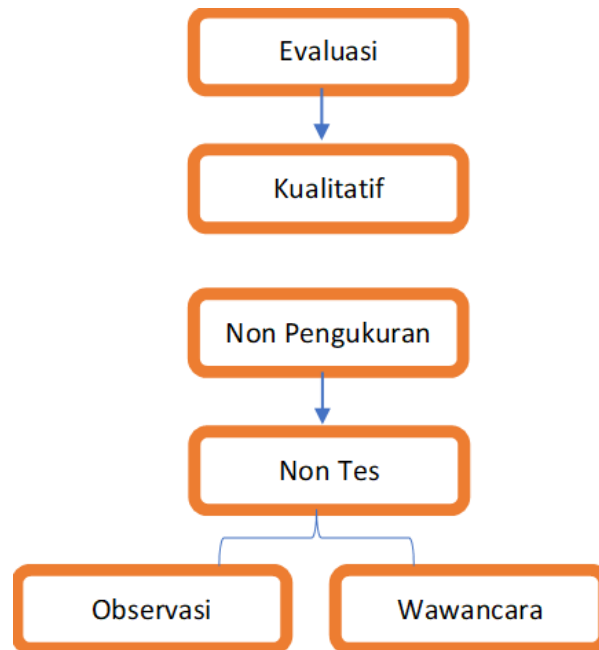 Evaluasi
Kualitatif
Non Pengukuran
Non Tes
Observasi
Wawancara